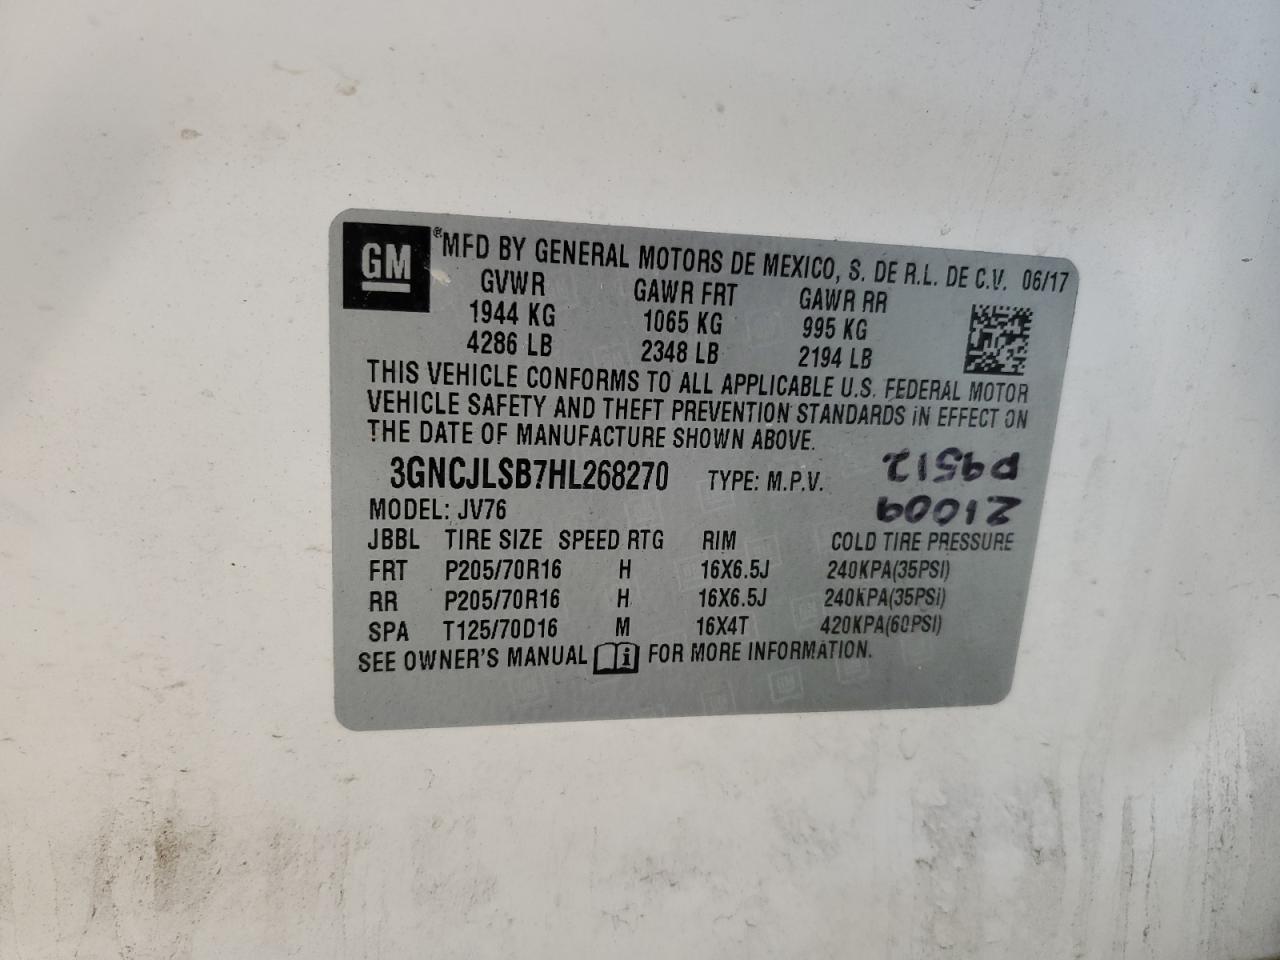 GM
®MFD BY GENERAL MOTORS DE MEXICO, S. DE R.L. DE C.V. 06/17
GVWR GAWR FRT GAWR RR
1944 KG 1065 KG 995 KG
4286 LB 2348 LB 2194 LB
THIS VEHICLE CONFORMS TO ALL APPLICABLE U.S. FEDERAL MOTOR
VEHICLE SAFETY AND THEFT PREVENTION STANDARDS IN EFFECT ON
THE DATE OF MANUFACTURE SHOWN ABOVE.
3GNCJLSB7HL268270 TYPE: M.P.V.
MODEL: JV76
JBBL TIRE SIZE SPEED RTG RIM COLD TIRE PRESSURE
FRT P205/70R16 H 16X6.5J 240KPA(35PSI)
RR P205/70R16 H 16X6.5J 240KPA(35PSI)
SPA T125/70D16 M 16X4T 420KPA(60PSI)
SEE OWNER'S MANUAL FOR MORE INFORMATION.